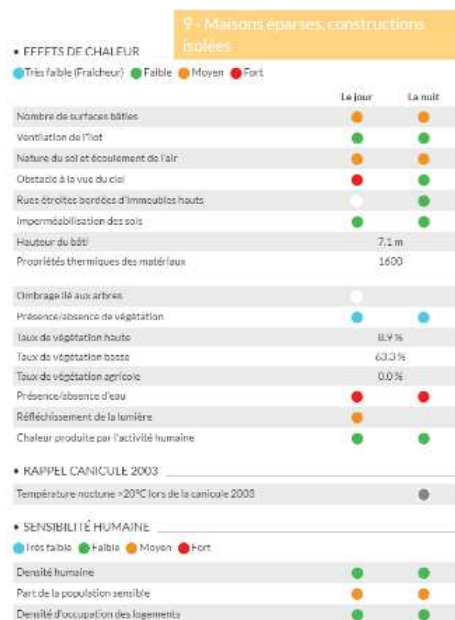 9 - Maisons éparses, constructions
isolées
• EFFETS DE CHALEUR
Très faible (Fraîcheur) Faible Moyen Fort
Le jour La nuit
Nombre de surfaces bâties
Ventilation de l'îlot
Nature du sol et écoulement de l'air
Obstacle à la vue du ciel
Rues étroites bordées d'immeubles hauts
Imperméabilisation des sols
Hauteur du bâti 7.1 m
Propriétés thermiques des matériaux 1600
Ombrage lié aux arbres
Présence/absence de végétation
Taux de végétation haute 8.9 %
Taux de végétation basse 63.3 %
Taux de végétation agricole 0.0 %
Présence/absence d'eau
Réfléchissement de la lumière
Chaleur produite par l'activité humaine
• RAPPEL CANICULE 2003
Température noctune >20°C lors de la canicule 2003
• SENSIBILITÉ HUMAINE
Très faible Faible Moyen Fort
Densité humaine
Part de la population sensible
Densité d'occupation des logements